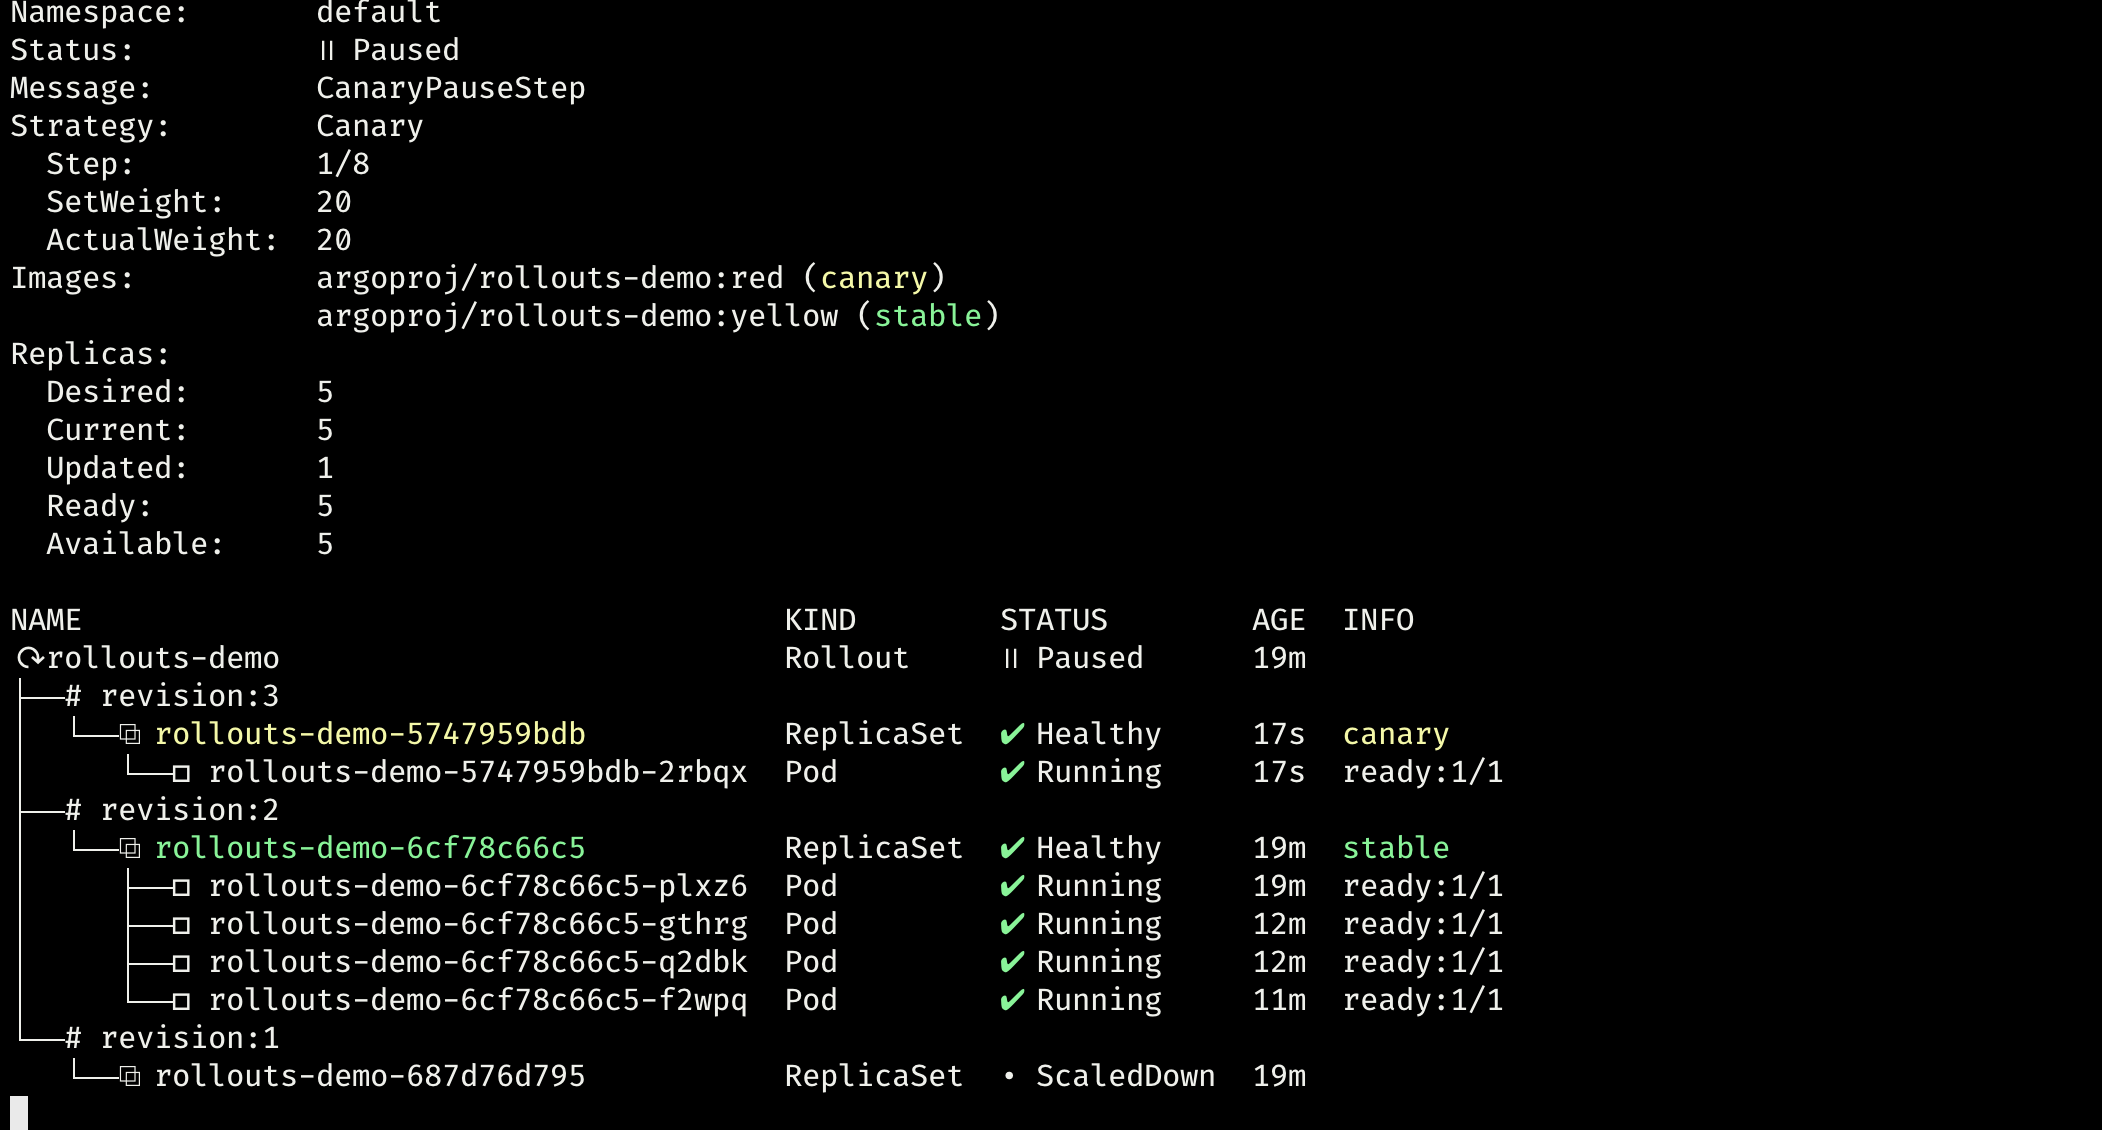 Namespace:       default
Status:          ॥ Paused
Message:         CanaryPauseStep
Strategy:        Canary
  Step:          1/8
  SetWeight:     20
  ActualWeight:  20
Images:          argoproj/rollouts-demo:red (canary)
                 argoproj/rollouts-demo:yellow (stable)
Replicas:
  Desired:       5
  Current:       5
  Updated:       1
  Ready:         5
  Available:     5

NAME                                       KIND        STATUS        AGE  INFO
⟳ rollouts-demo                            Rollout     ॥ Paused      19m
├──# revision:3
│  └──⧉ rollouts-demo-5747959bdb           ReplicaSet  ✔ Healthy     17s  canary
│     └──□ rollouts-demo-5747959bdb-2rbqx  Pod         ✔ Running     17s  ready:1/1
├──# revision:2
│  └──⧉ rollouts-demo-6cf78c66c5           ReplicaSet  ✔ Healthy     19m  stable
│     ├──□ rollouts-demo-6cf78c66c5-plxz6  Pod         ✔ Running     19m  ready:1/1
│     ├──□ rollouts-demo-6cf78c66c5-gthrg  Pod         ✔ Running     12m  ready:1/1
│     ├──□ rollouts-demo-6cf78c66c5-q2dbk  Pod         ✔ Running     12m  ready:1/1
│     └──□ rollouts-demo-6cf78c66c5-f2wpq  Pod         ✔ Running     11m  ready:1/1
└──# revision:1
   └──⧉ rollouts-demo-687d76d795           ReplicaSet  • ScaledDown  19m